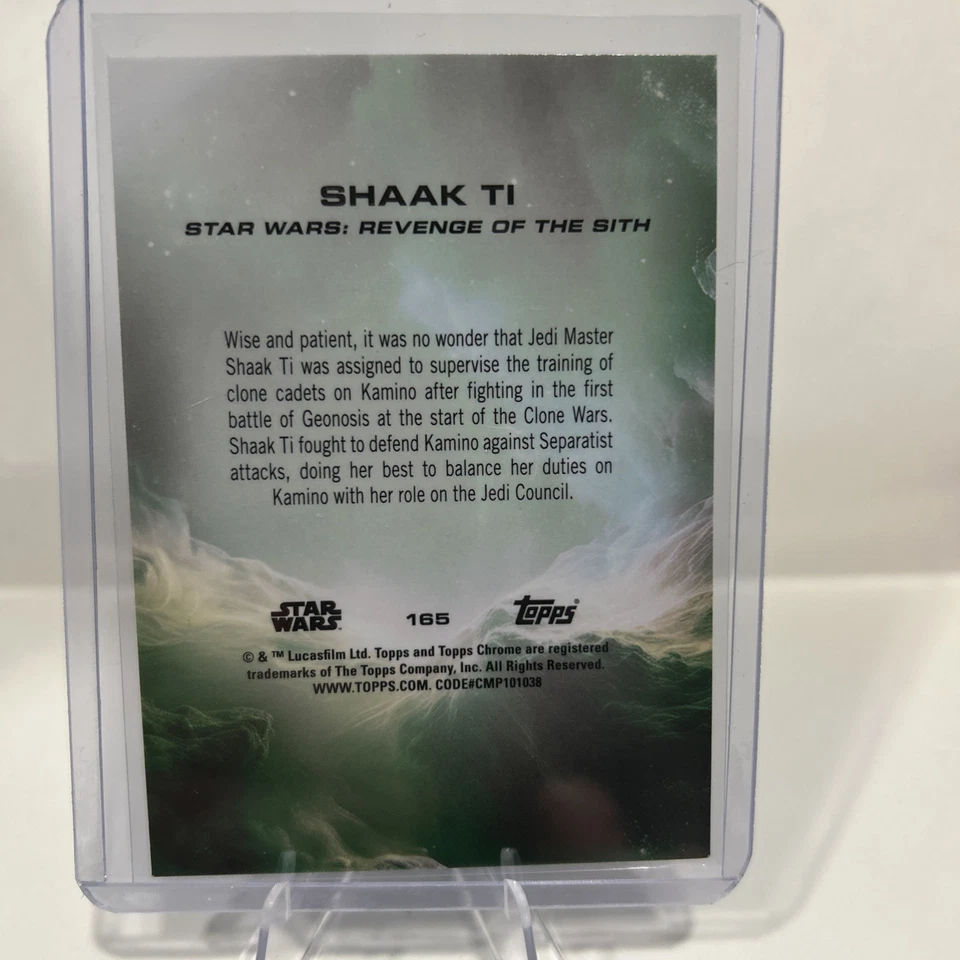 SHAAK TI
STAR WARS: REVENGE OF THE SITH
Wise and patient, it was no wonder that Jedi Master
Shaak Ti was assigned to supervise the training of
clone cadets on Kamino after fighting in the first
battle of Geonosis at the start of the Clone Wars.
Shaak Ti fought to defend Kamino against Separatist
attacks, doing her best to balance her duties on
Kamino with her role on the Jedi Council.
STAR WARS 165 Topps®
© & ™ Lucasfilm Ltd. Topps and Topps Chrome are registered
trademarks of The Topps Company, Inc. All Rights Reserved.
WWW.TOPPS.COM. CODE#CMP101038